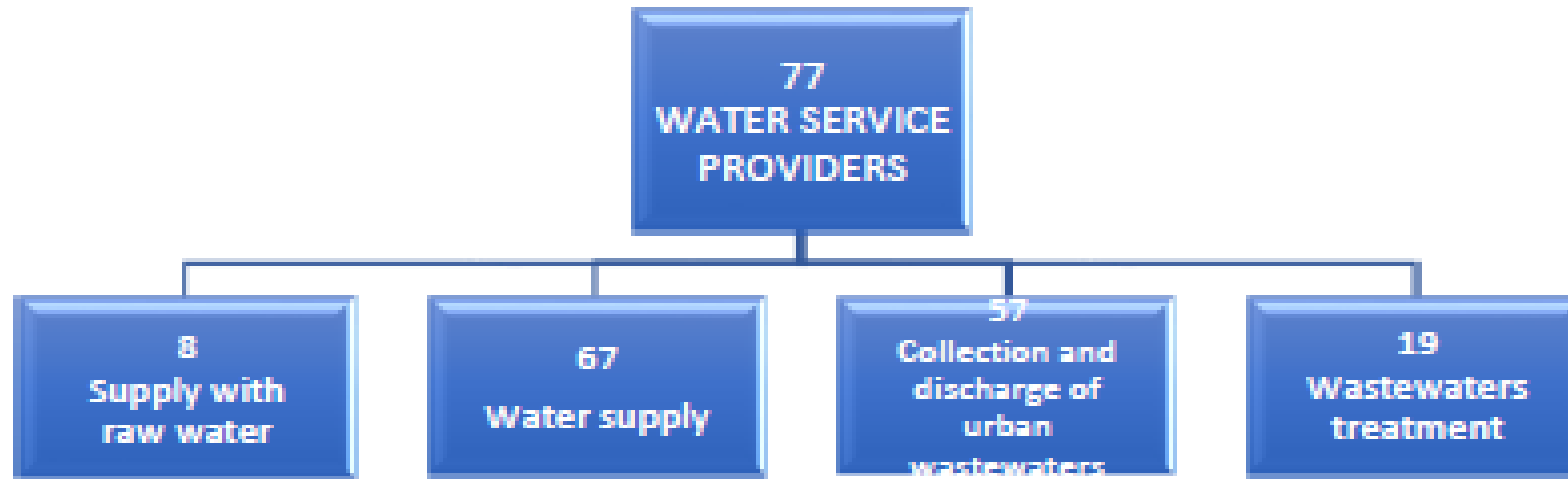 77
WATER SERVICE
PROVIDERS
8
Supply with
raw water
67
Water supply
57
Collection and
discharge of
urban
wastewaters
19
Wastewaters
treatment